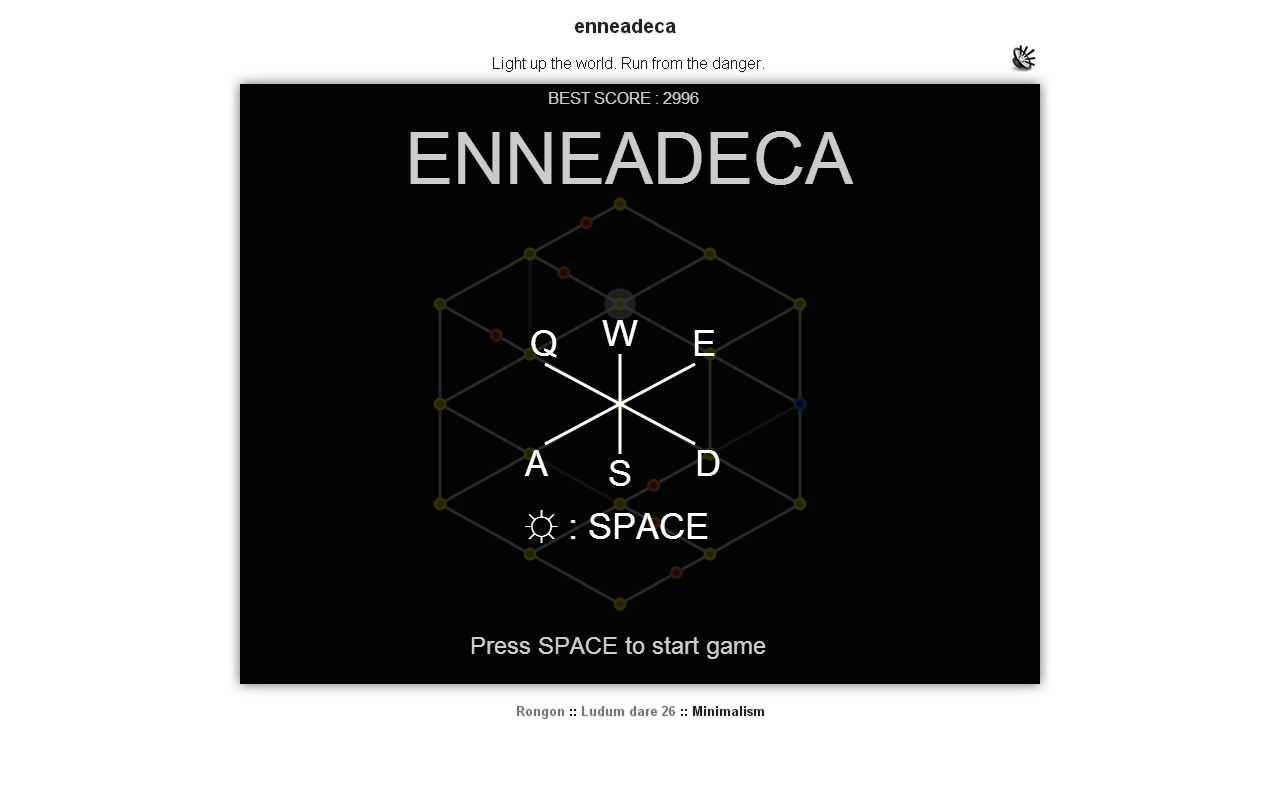 enneadeca
Light up the world. Run from the danger.
BEST SCORE : 2996
ENNEADECA
Q W E
A S D
☼ : SPACE
Press SPACE to start game
Rongon :: Ludum dare 26 :: Minimalism